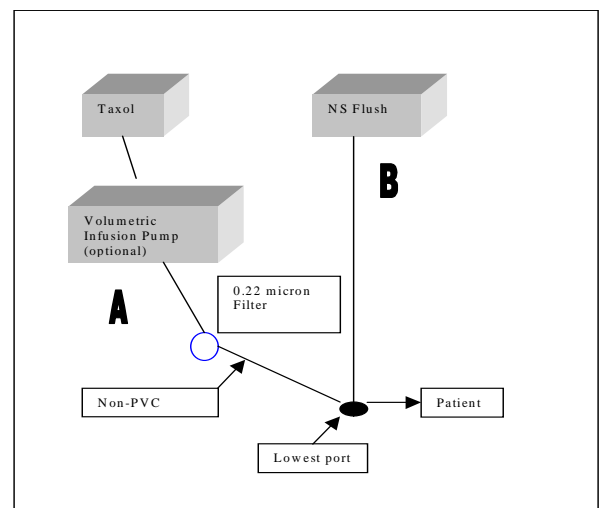 Taxol
NS Flush
B
Volumetric
Infusion Pump
(optional)
A
0.22 micron
Filter
Non-PVC
Patient
Lowest port